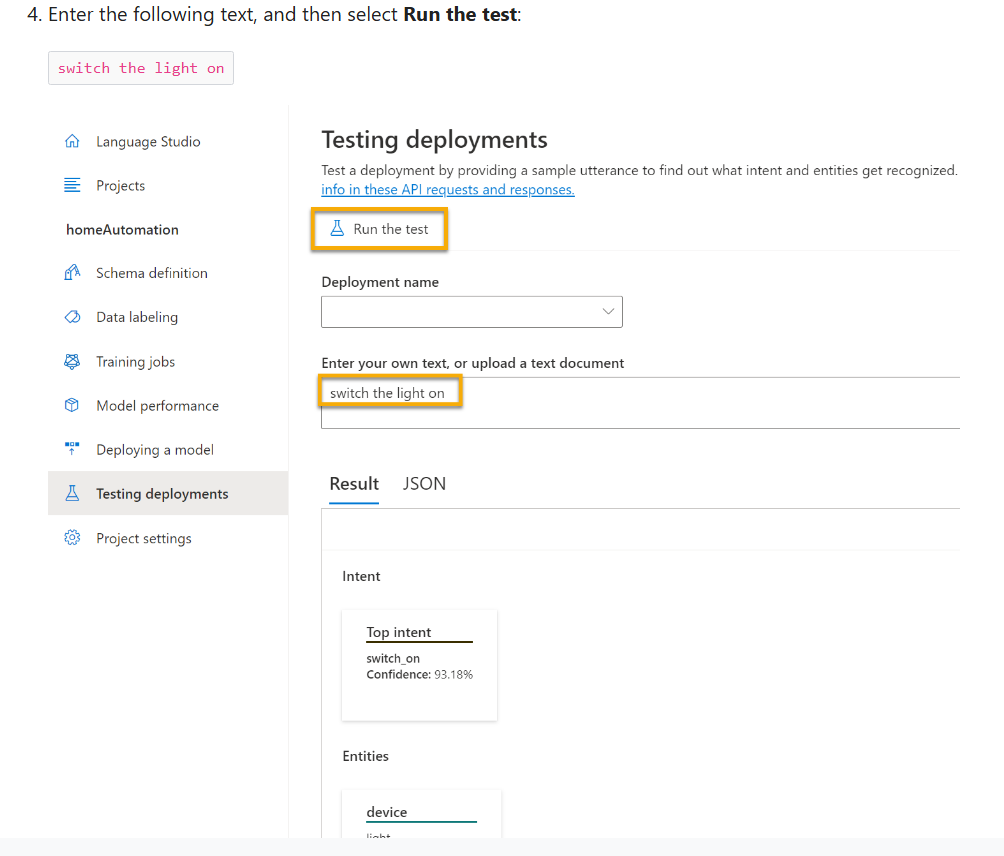 4. Enter the following text, and then select Run the test:
switch the light on
Language Studio
Projects
homeAutomation
Schema definition
Data labeling
Training jobs
Model performance
Deploying a model
Testing deployments
Project settings
Testing deployments
Test a deployment by providing a sample utterance to find out what intent and entities get recognized.
info in these API requests and responses.
Run the test
Deployment name
Enter your own text, or upload a text document
switch the light on
Result JSON
Intent
Top intent
switch_on
Confidence: 93.18%
Entities
device
light